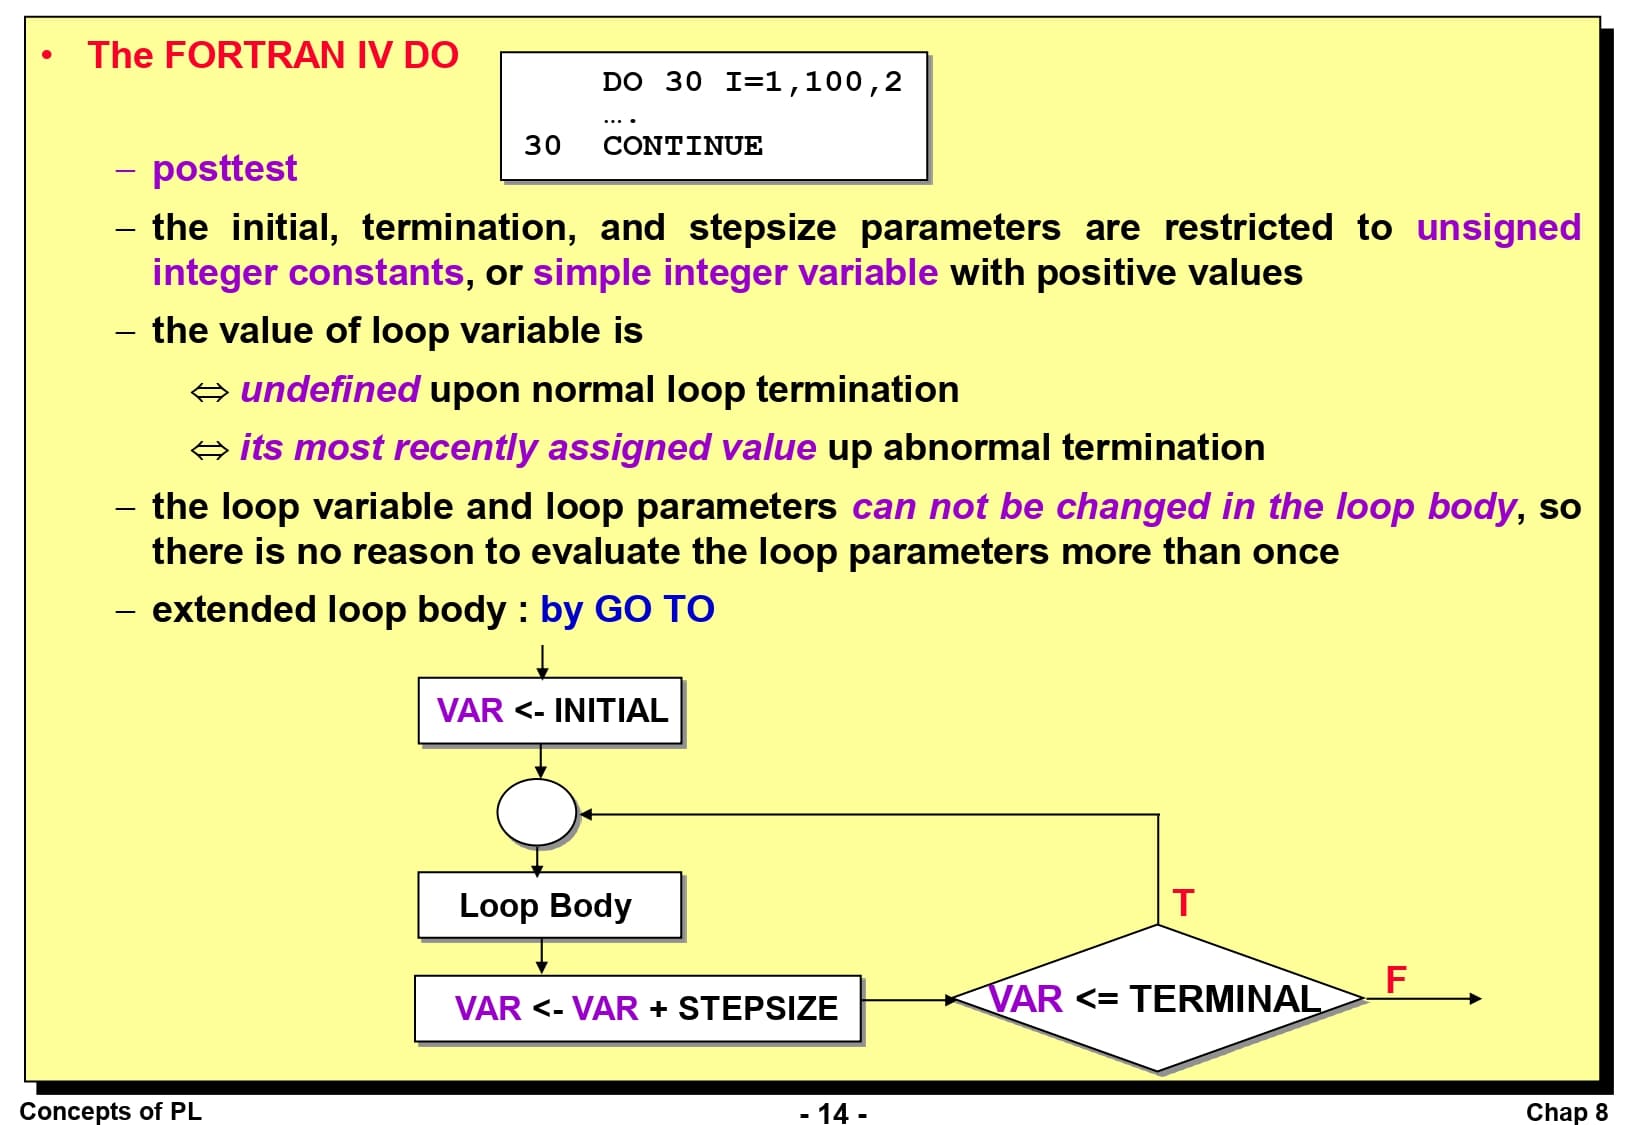 • The FORTRAN IV DO
DO 30 I=1,100,2
….
30 CONTINUE
– posttest
– the initial, termination, and stepsize parameters are restricted to unsigned
integer constants, or simple integer variable with positive values
– the value of loop variable is
⇔ undefined upon normal loop termination
⇔ its most recently assigned value up abnormal termination
– the loop variable and loop parameters can not be changed in the loop body, so
there is no reason to evaluate the loop parameters more than once
– extended loop body : by GO TO
VAR <- INITIAL
Loop Body
T
VAR <- VAR + STEPSIZE
VAR <= TERMINAL
F
Concepts of PL
- 14 -
Chap 8